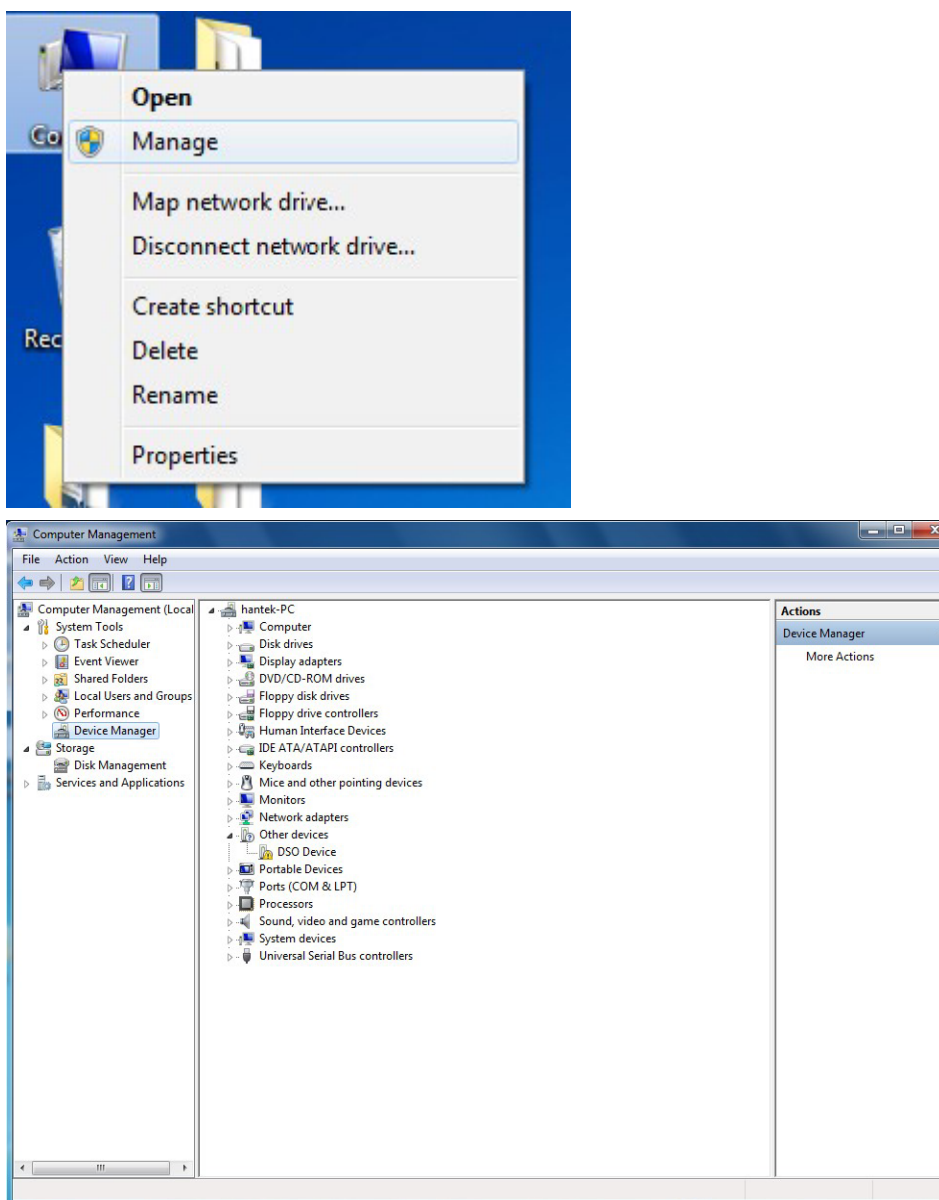 Open
Co
Manage
Map network drive...
Disconnect network drive...
Create shortcut
Rec
Delete
Rename
Properties
Computer Management
File Action View Help
Computer Management (Local
System Tools
Task Scheduler
Event Viewer
Shared Folders
Local Users and Groups
Performance
Device Manager
Storage
Disk Management
Services and Applications
hantek-PC
Computer
Disk drives
Display adapters
DVD/CD-ROM drives
Floppy disk drives
Floppy drive controllers
Human Interface Devices
IDE ATA/ATAPI controllers
Keyboards
Mice and other pointing devices
Monitors
Network adapters
Other devices
DSO Device
Portable Devices
Ports (COM & LPT)
Processors
Sound, video and game controllers
System devices
Universal Serial Bus controllers
Actions
Device Manager
More Actions